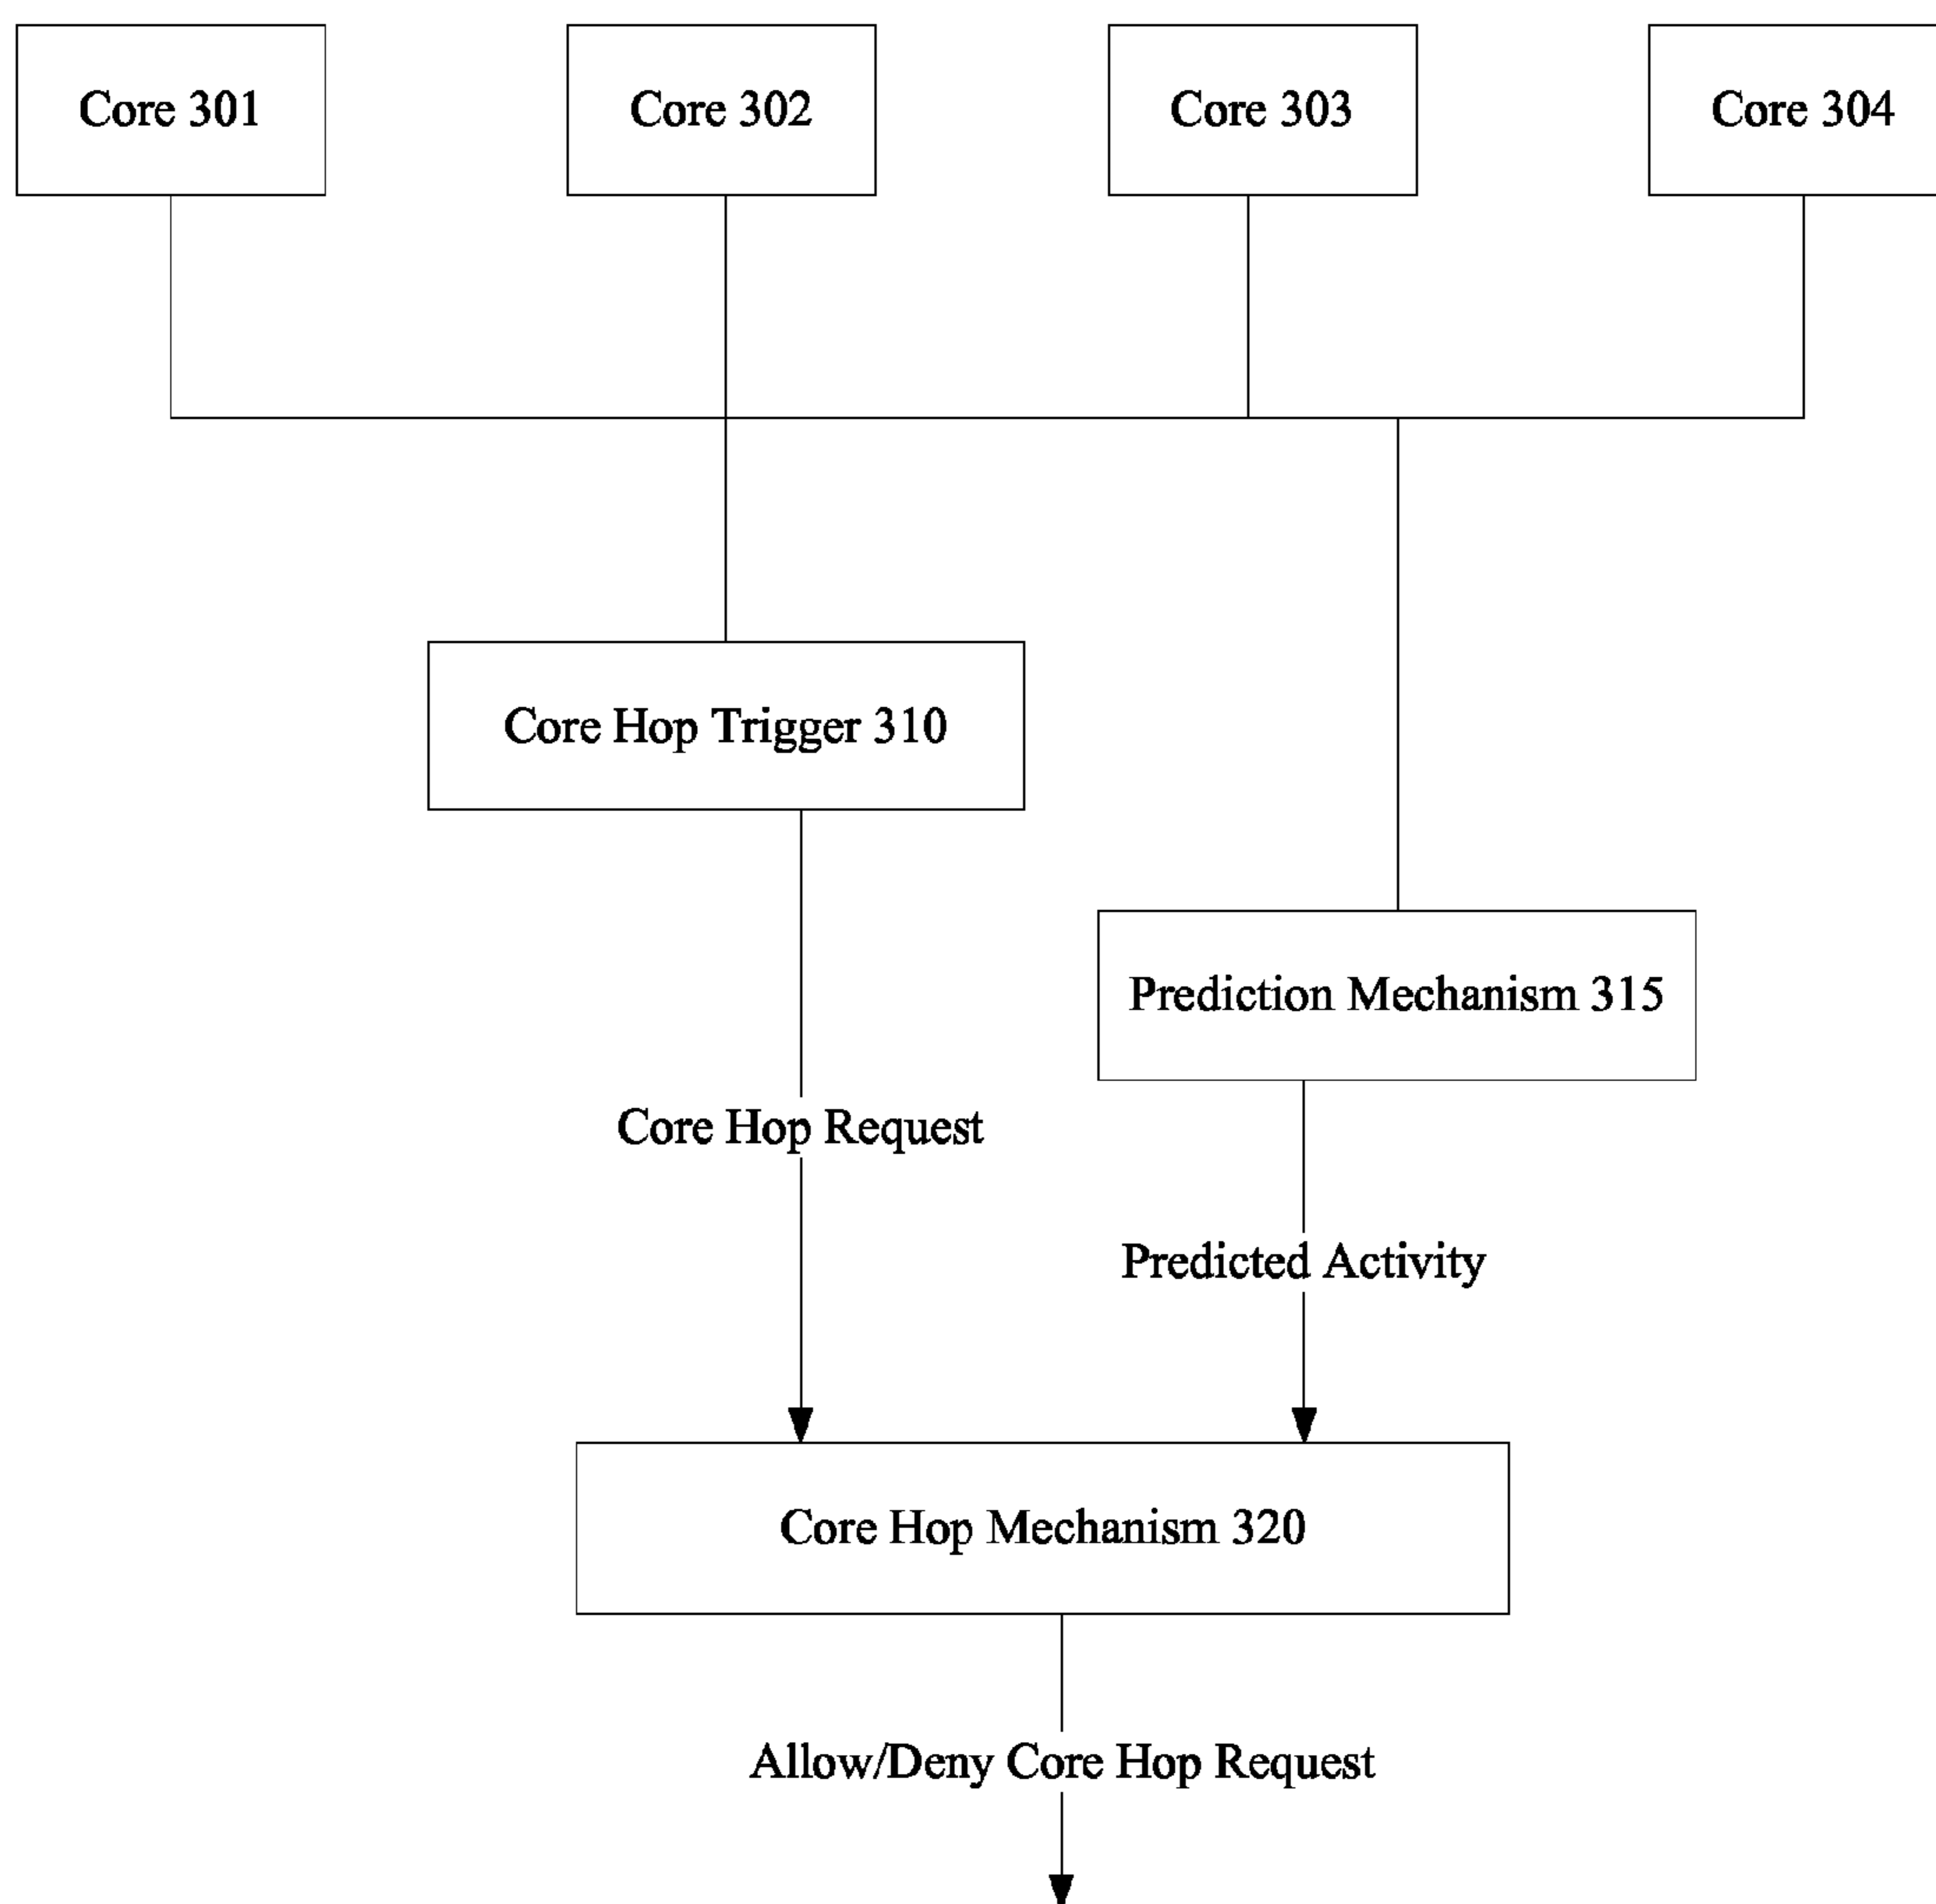 Core 301
Core 302
Core 303
Core 304
Core Hop Trigger 310
Prediction Mechanism 315
Core Hop Request
Predicted Activity
Core Hop Mechanism 320
Allow/Deny Core Hop Request